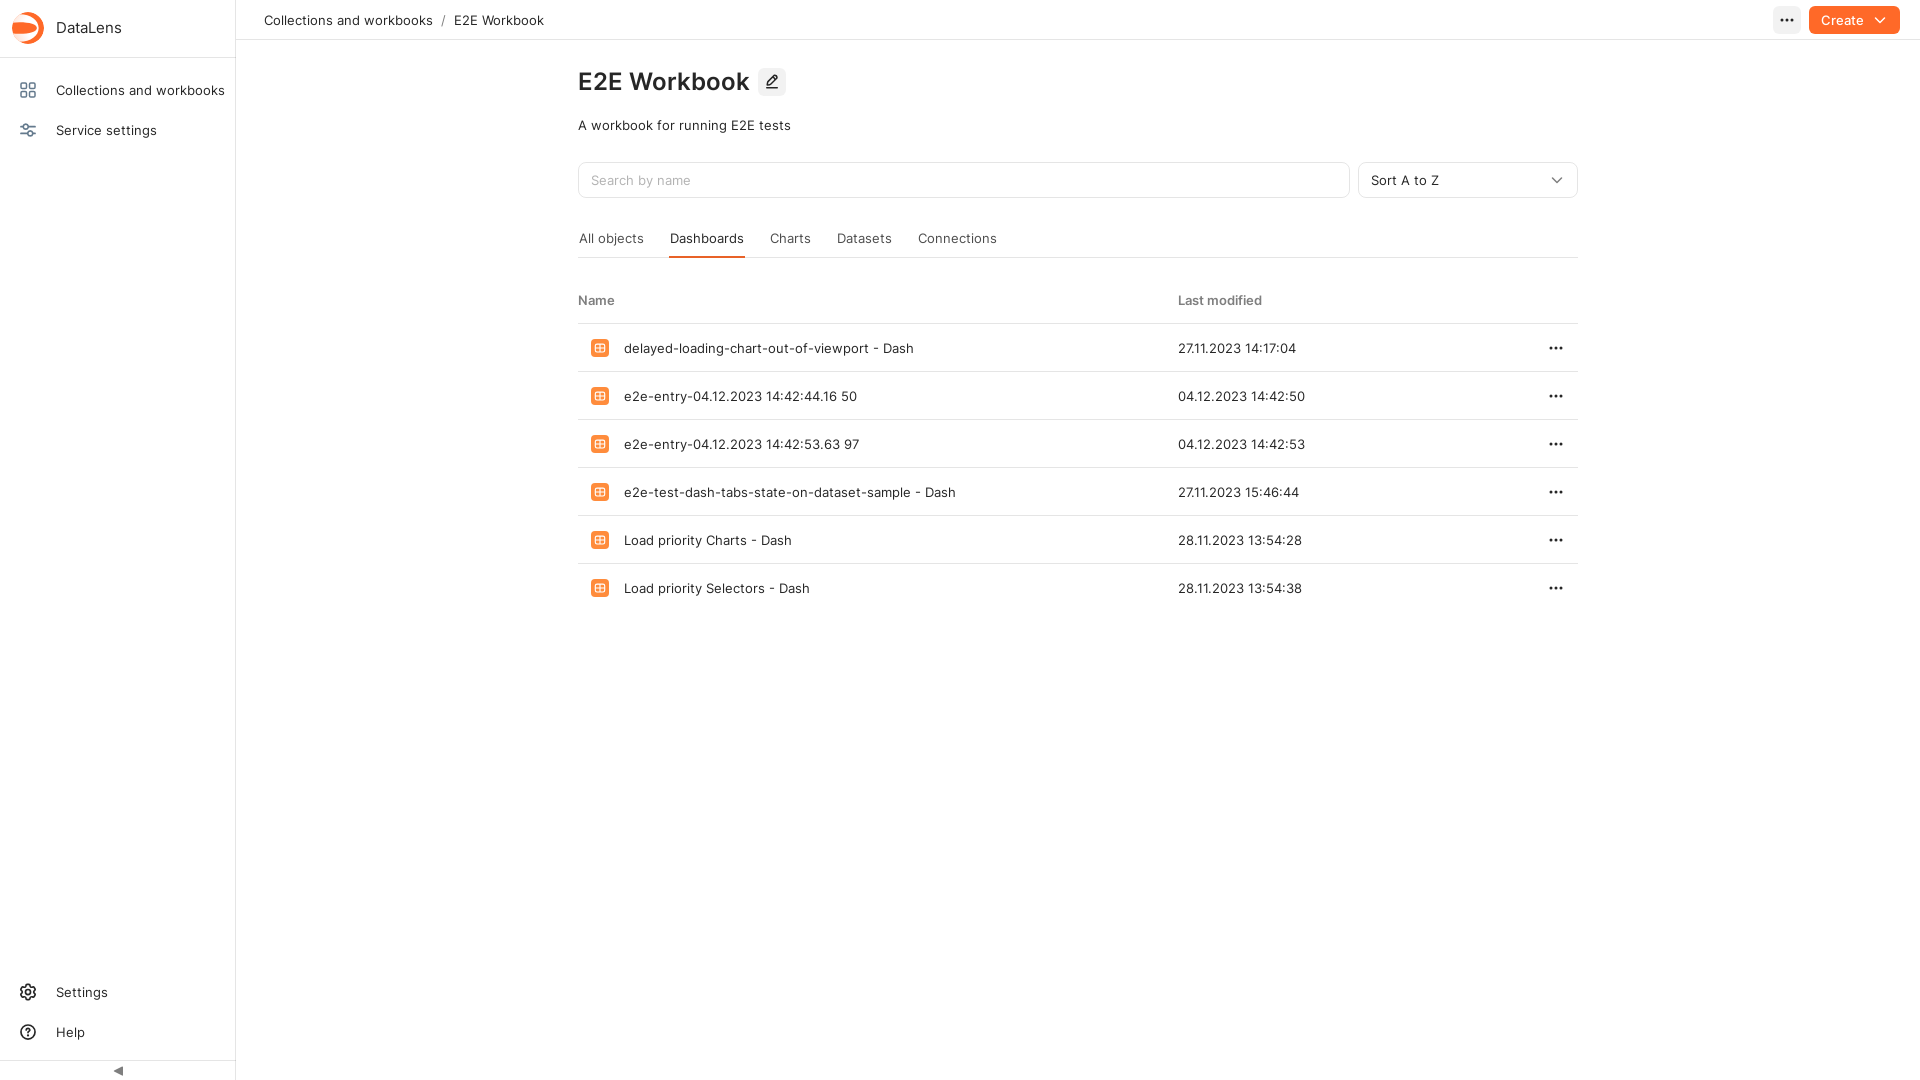 DataLens
Collections and workbooks / E2E Workbook
Create
Collections and workbooks
Service settings
E2E Workbook
A workbook for running E2E tests
Search by name
Sort A to Z
All objects Dashboards Charts Datasets Connections
Name Last modified
delayed-loading-chart-out-of-viewport - Dash 27.11.2023 14:17:04
e2e-entry-04.12.2023 14:42:44.16 50 04.12.2023 14:42:50
e2e-entry-04.12.2023 14:42:53.63 97 04.12.2023 14:42:53
e2e-test-dash-tabs-state-on-dataset-sample - Dash 27.11.2023 15:46:44
Load priority Charts - Dash 28.11.2023 13:54:28
Load priority Selectors - Dash 28.11.2023 13:54:38
Settings
Help